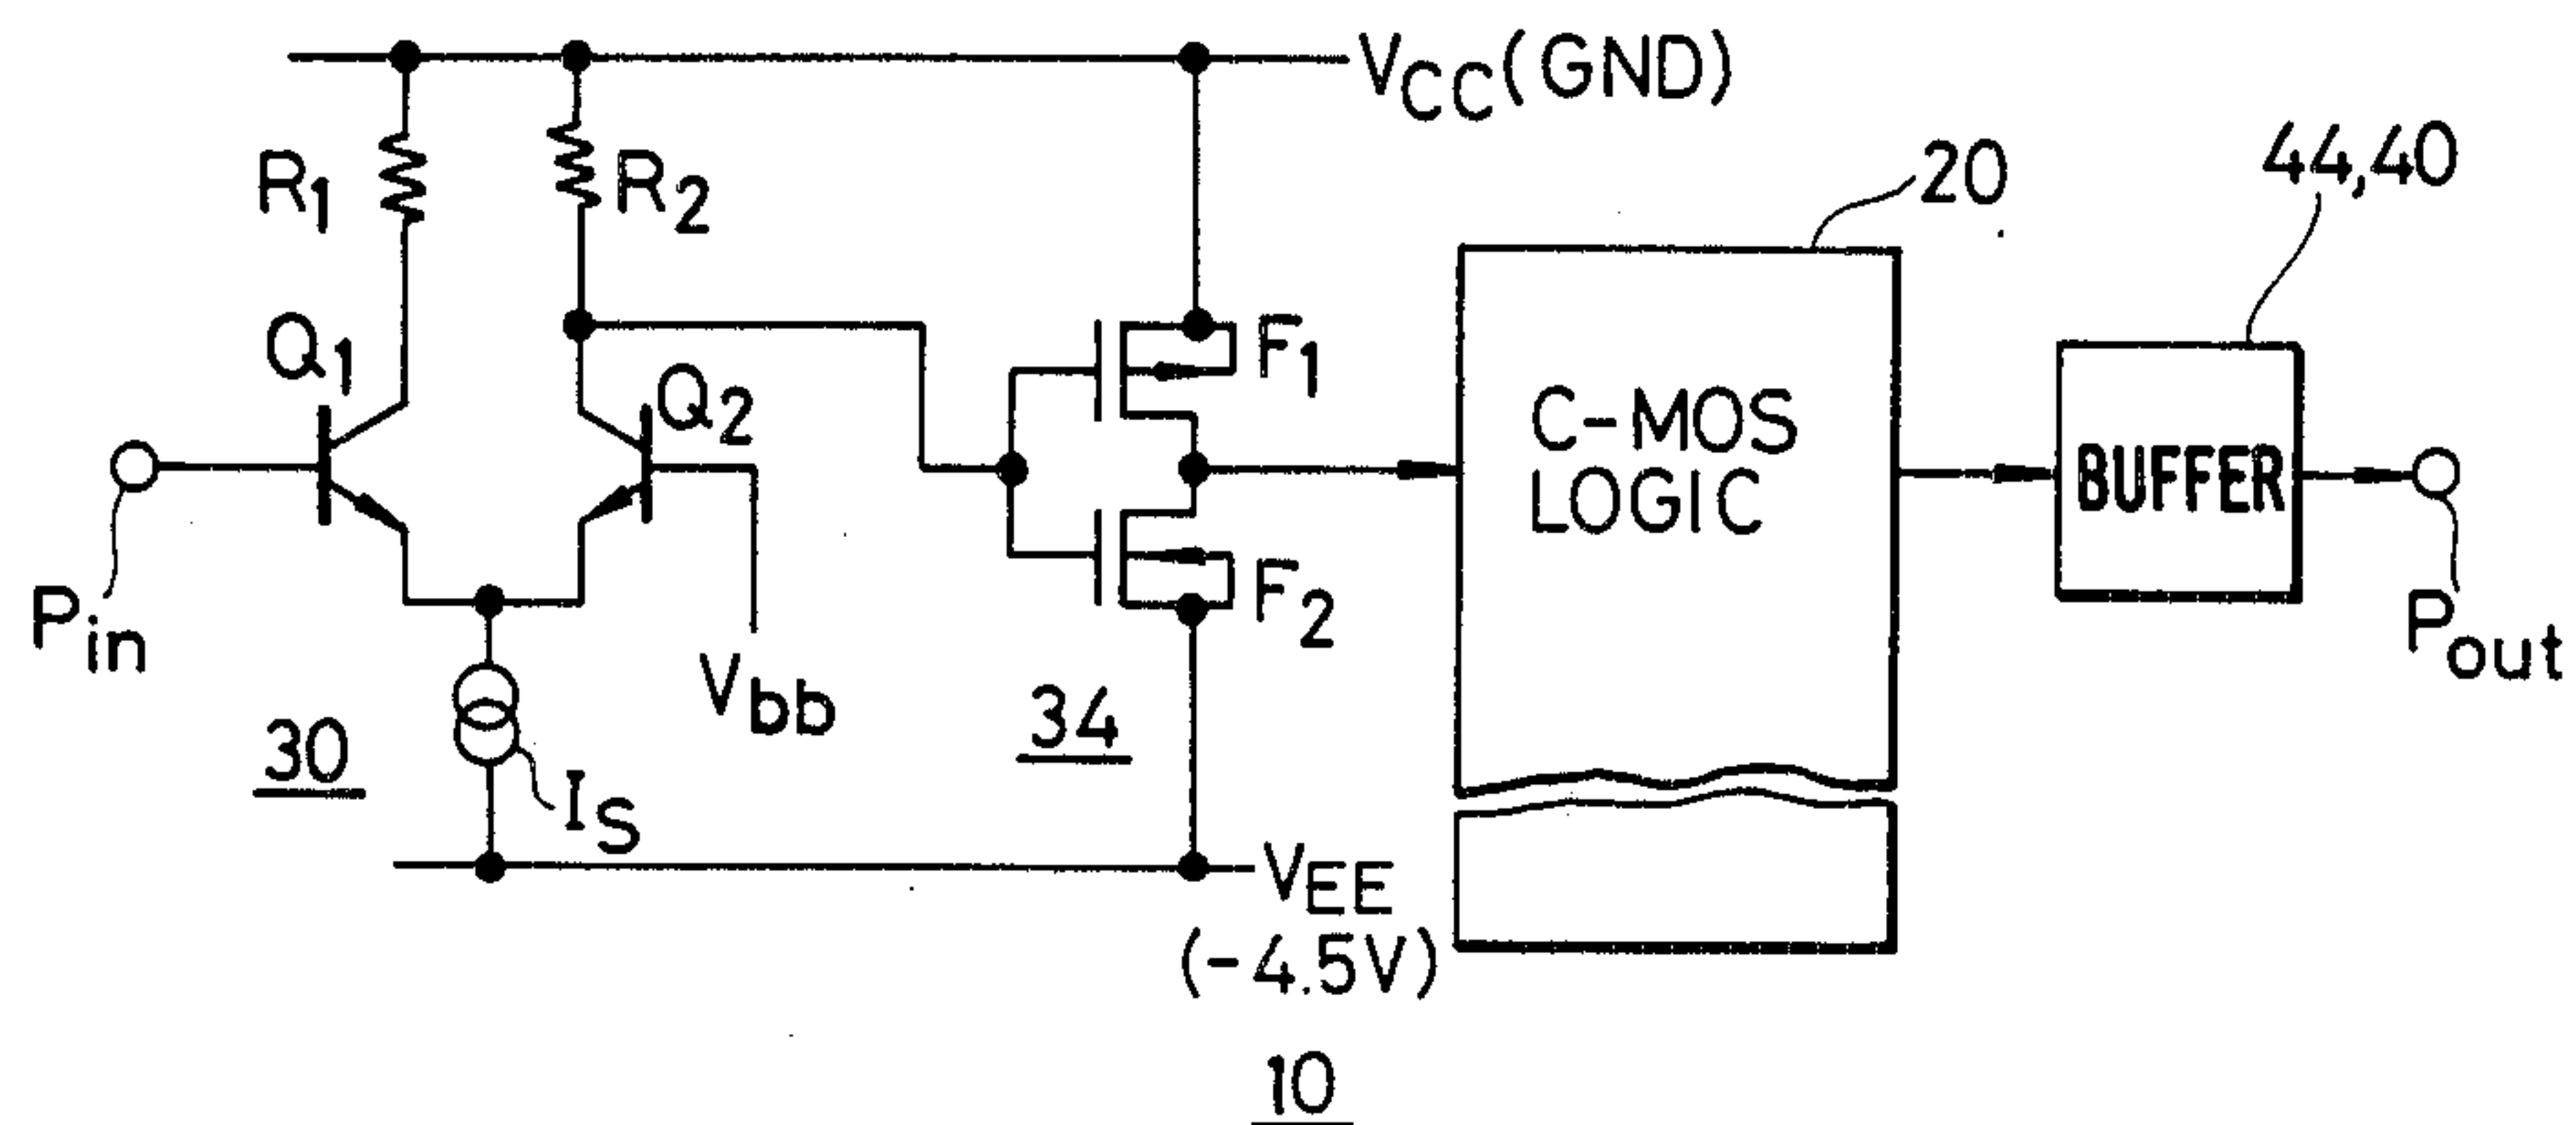 VCC(GND)
R1
R2
20
44,40
Q1
Q2
F1
C-MOS
LOGIC
BUFFER
Pin
Vbb
F2
Pout
34
30
IS
VEE
(-4.5V)
10